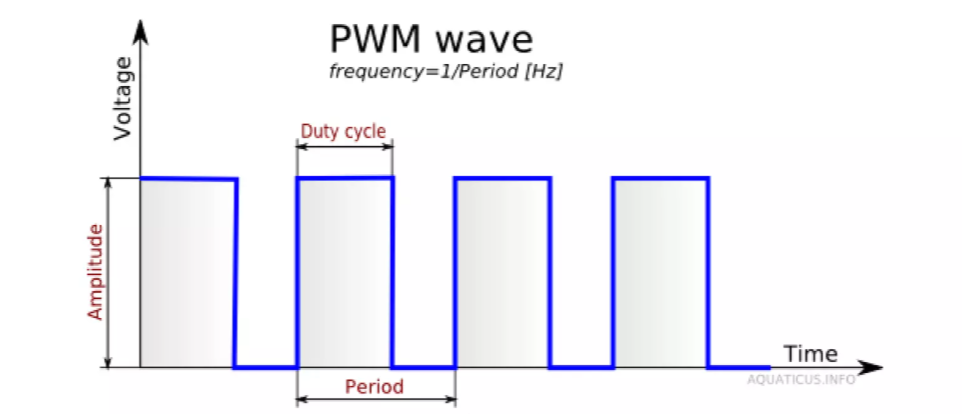 PWM wave
frequency=1/Period [Hz]
Voltage
Duty cycle
Amplitude
Time
AQUATICUS.INFO
Period